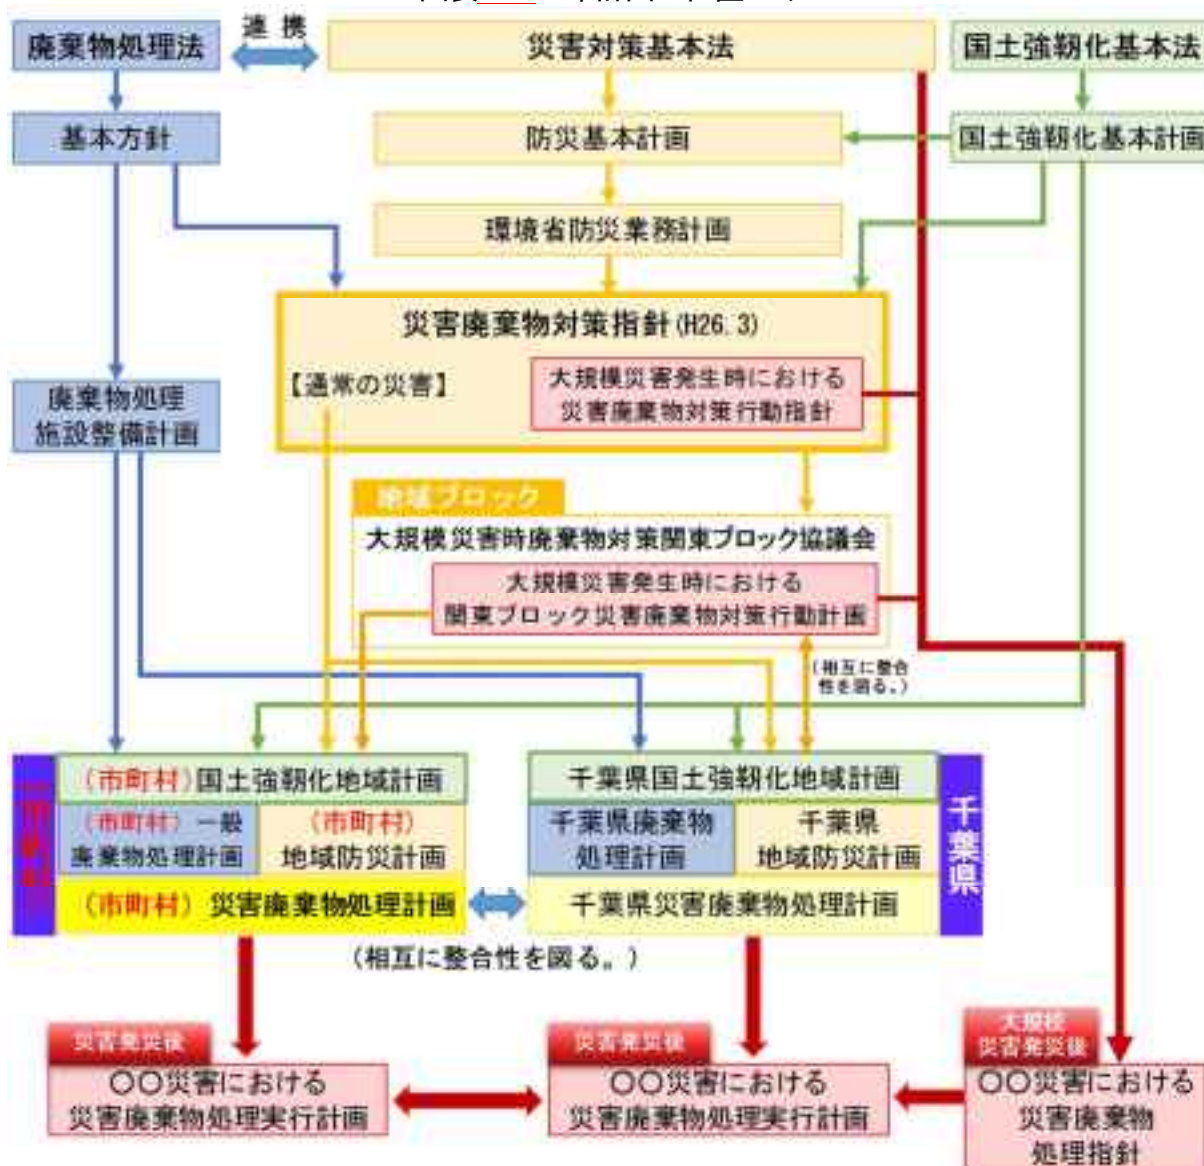 連携
廃棄物処理法
災害対策基本法
国土強靭化基本法
基本方針
防災基本計画
国土強靭化基本計画
環境省防災業務計画
災害廃棄物対策指針(H26.3)
【通常の災害】
大規模災害発生時における
災害廃棄物対策行動指針
廃棄物処理
施設整備計画
地域ブロック
大規模災害時廃棄物対策関東ブロック協議会
大規模災害発生時における
関東ブロック災害廃棄物対策行動計画
(相互に整合
性を図る。)
(市町村)国土強靭化地域計画
(市町村)一般
廃棄物処理計画
(市町村)
地域防災計画
(市町村)災害廃棄物処理計画
千葉県国土強靭化地域計画
千葉県廃棄物
処理計画
千葉県
地域防災計画
千葉県災害廃棄物処理計画
千葉県
(相互に整合性を図る。)
災害発災後
〇〇災害における
災害廃棄物処理実行計画
災害発災後
〇〇災害における
災害廃棄物処理実行計画
大規模
災害発災後
〇〇災害における
災害廃棄物
処理指針